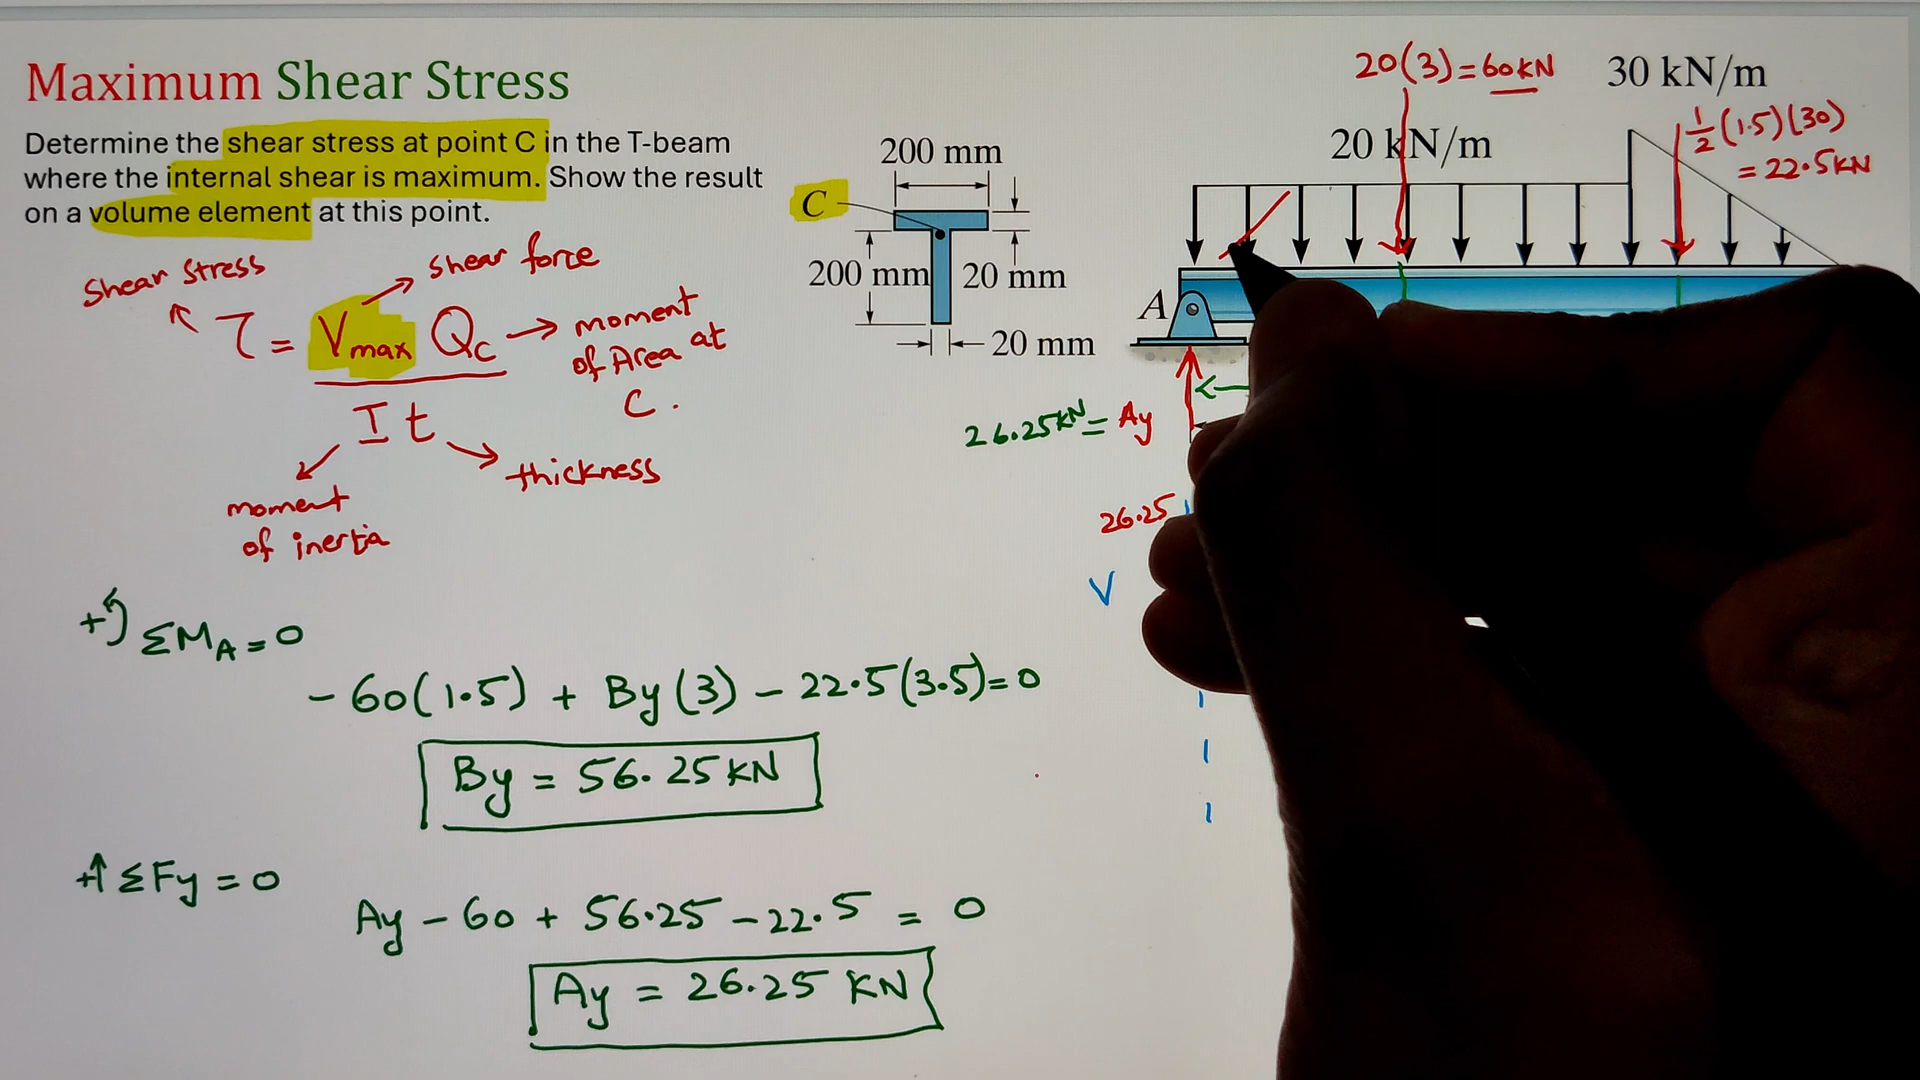 Maximum Shear Stress
Determine the shear stress at point C in the T-beam
where the internal shear is maximum. Show the result
on a volume element at this point.
Shear Stress
shear force
τ = Vmax Qc
I t
moment
of Area at
C.
moment
of inertia
thickness
200 mm
C
200 mm
20 mm
20 mm
20(3)=60kN
30 kN/m
20 kN/m
1/2 (1.5)(30)
= 22.5kN
A
26.25kN = Ay
26.25
V
+ ΣMA=0
- 60(1.5) + By(3) - 22.5(3.5)=0
By = 56.25 kN
+↑ ΣFy = 0
Ay - 60 + 56.25 - 22.5 = 0
Ay = 26.25 KN